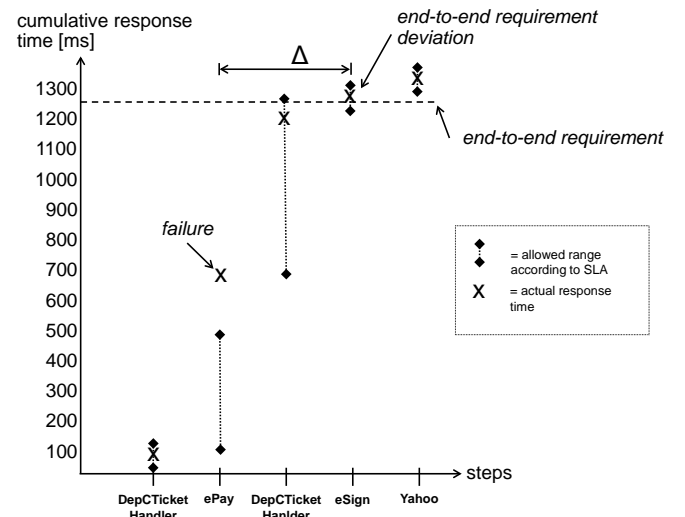 cumulative response
time [ms]
end-to-end requirement
deviation
Δ
1300
1200
1100
1000
900
800
700
600
500
400
300
200
100
end-to-end requirement
failure
= allowed range
according to SLA
X = actual response
time
steps
DepCTicket
Handler
ePay
DepCTicket
Hanlder
eSign
Yahoo